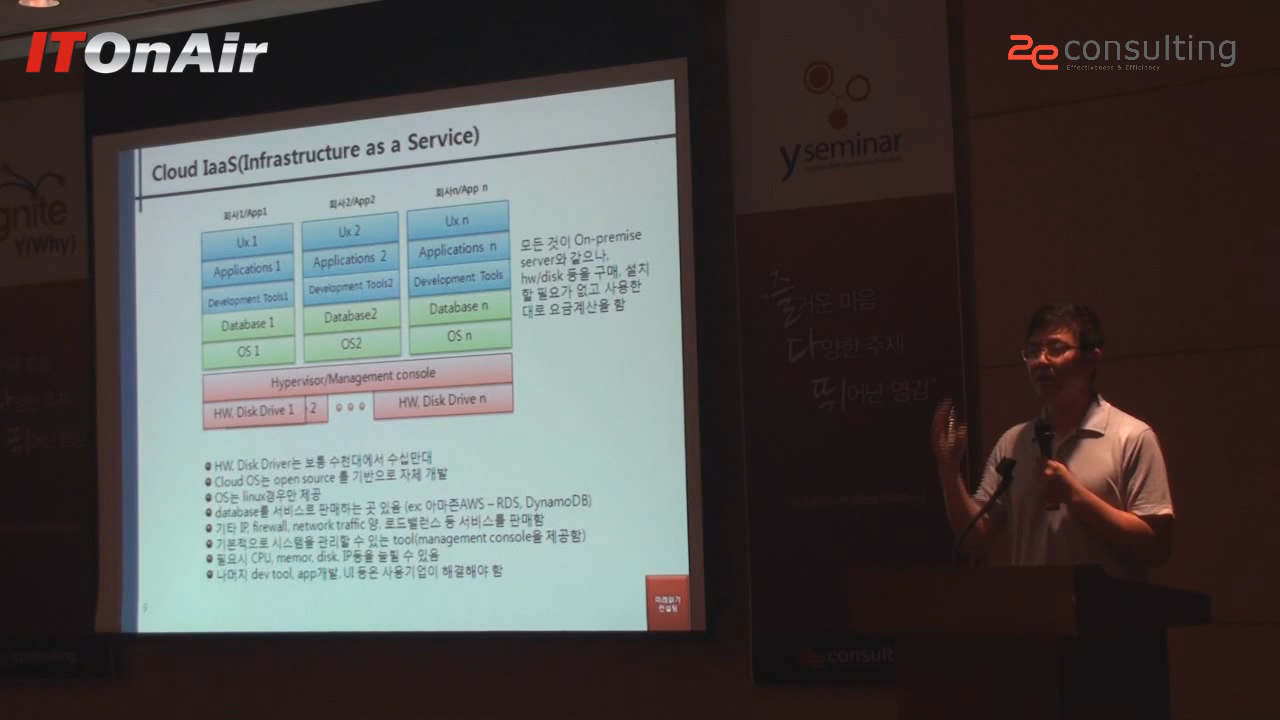 ITOnAir
2e consulting
Effectiveness & Efficiency
y seminar
gnite
Y(Why)
즐거운 마음
다양한 주제
뛰어난 영감
Cloud IaaS(Infrastructure as a Service)
회사1/App1
회사2/App2
회사n/App n
Ux 1
Ux 2
Ux n
Applications 1
Applications 2
Applications n
Development Tools1
Development Tools2
Development Tools
Database 1
Database2
Database n
OS 1
OS2
OS n
Hypervisor/Management console
HW, Disk Drive 1
2
HW, Disk Drive n
모든 것이 On-premise
server와 같으나,
hw/disk 등을 구매, 설치
할 필요가 없고 사용한
대로 요금계산을 함
HW, Disk Driver는 보통 수천대에서 수십만대
Cloud OS는 open source 를 기반으로 자체 개발
OS는 linux경우만 제공
database를 서비스로 판매하는 곳 있음 (ex: 아마존AWS – RDS, DynamoDB)
기타 IP, firewall, network traffic 양, 로드밸런스 등 서비스를 판매함
기본적으로 시스템을 관리할 수 있는 tool(management console을 제공함)
필요시 CPU, memor, disk, IP등을 늘릴 수 있음
나머지 dev tool, app개발, UI 등은 사용기업이 해결해야 함
9
미래읽기
컨설팅
consulting
consult